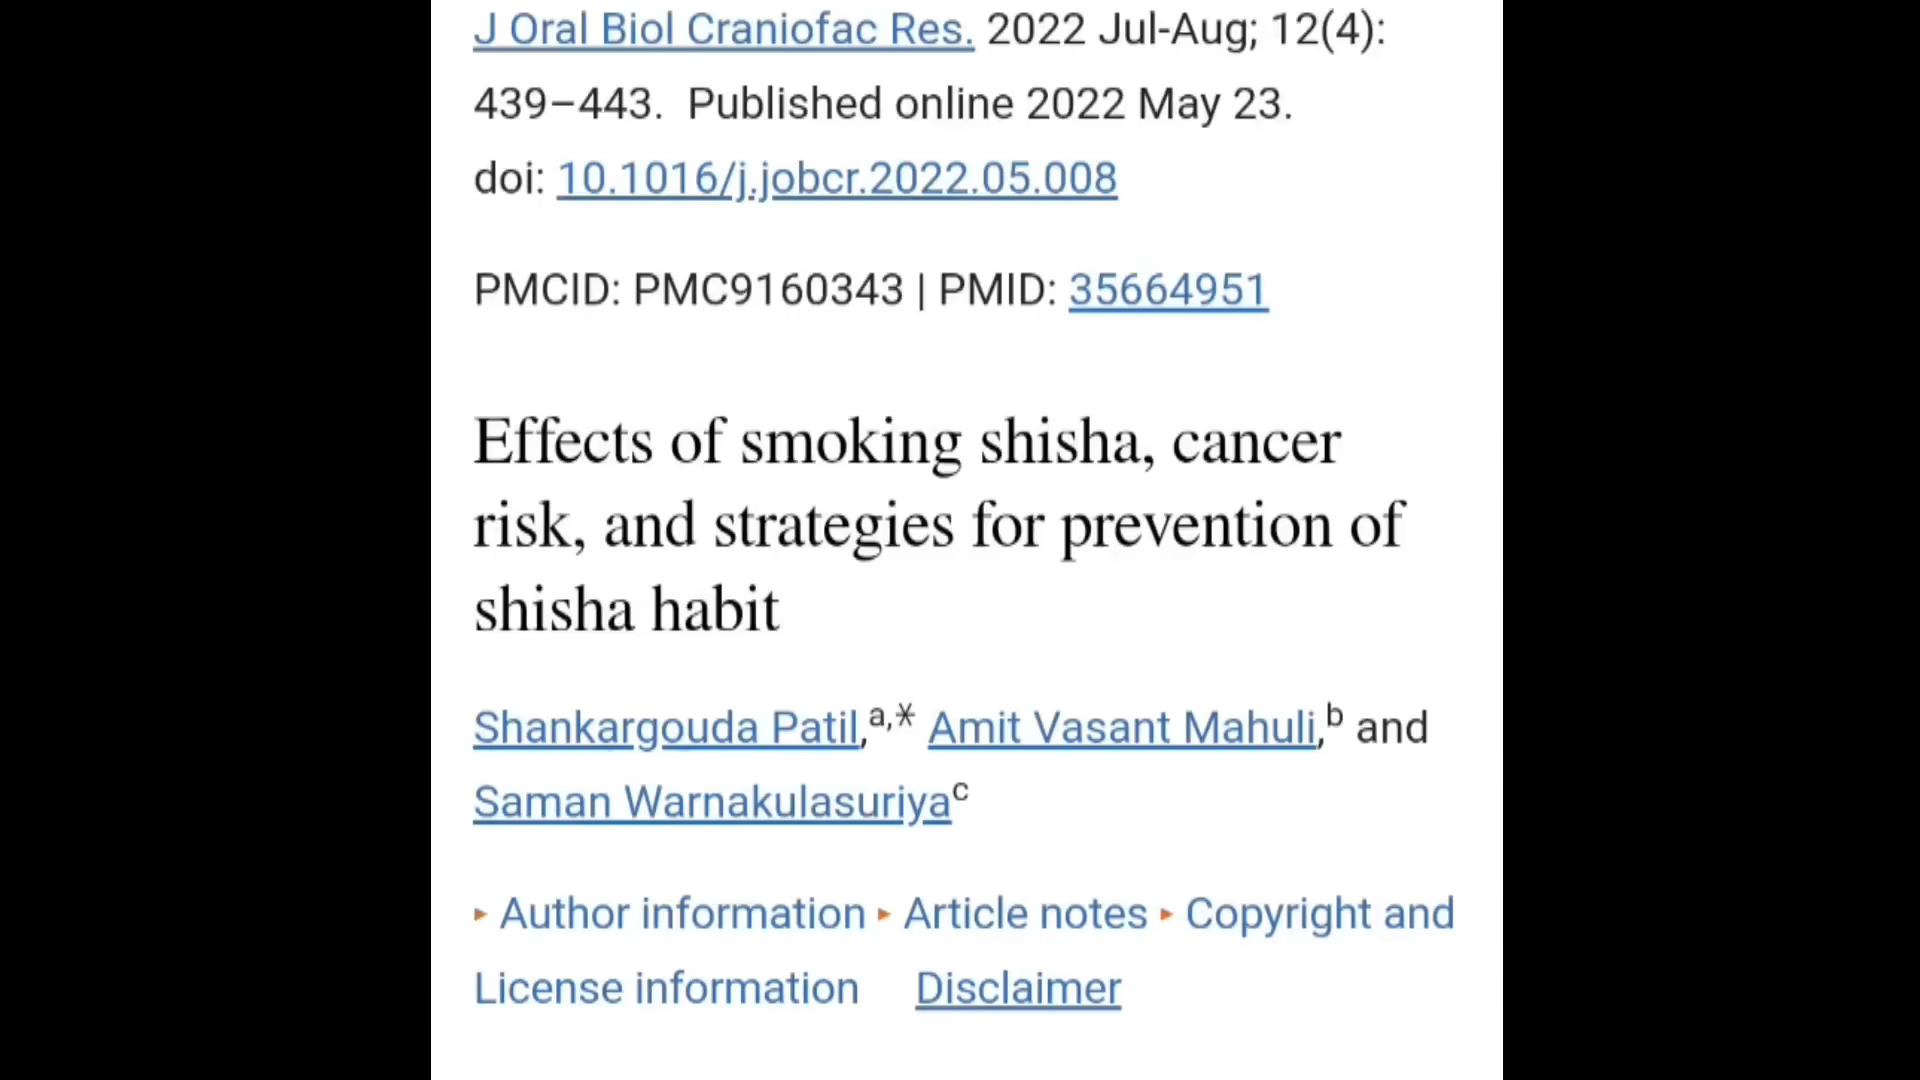 J Oral Biol Craniofac Res. 2022 Jul-Aug; 12(4):
439–443. Published online 2022 May 23.
doi: 10.1016/j.jobcr.2022.05.008
PMCID: PMC9160343 | PMID: 35664951
Effects of smoking shisha, cancer
risk, and strategies for prevention of
shisha habit
Shankargouda Patil,a,* Amit Vasant Mahuli,b and
Saman Warnakulasuriyac
▸ Author information ▸ Article notes ▸ Copyright and
License information Disclaimer